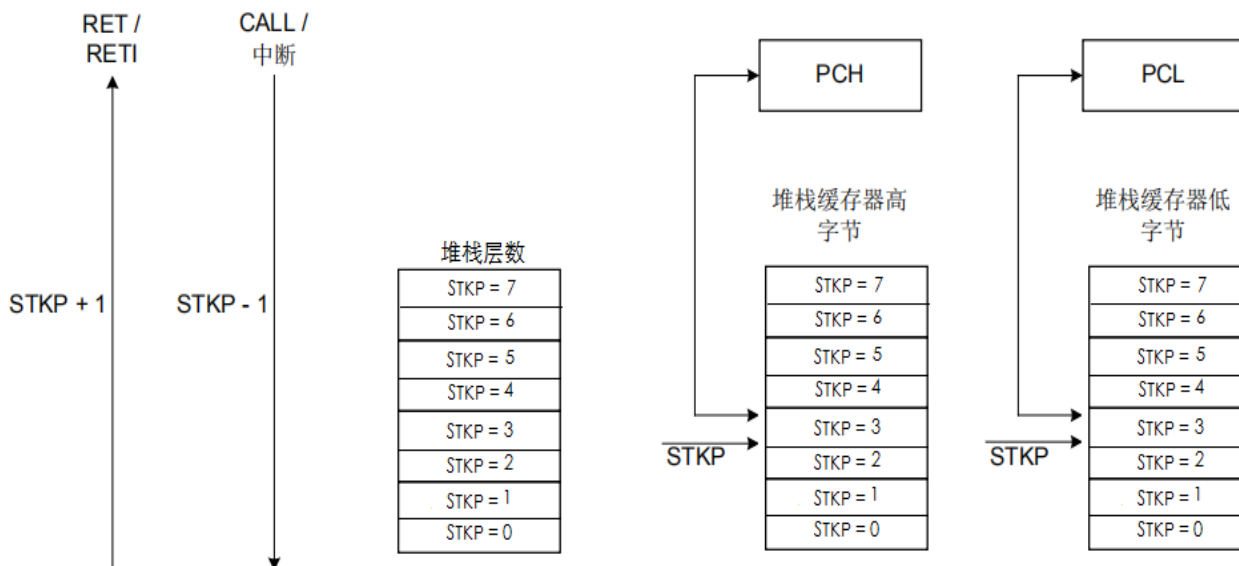 RET /
RETI
CALL /
中断
STKP + 1
STKP - 1
堆栈层数
STKP = 7
STKP = 6
STKP = 5
STKP = 4
STKP = 3
STKP = 2
STKP = 1
STKP = 0
PCH
堆栈缓存器高
字节
STKP = 7
STKP = 6
STKP = 5
STKP = 4
STKP = 3
STKP = 2
STKP = 1
STKP = 0
STKP
PCL
堆栈缓存器低
字节
STKP = 7
STKP = 6
STKP = 5
STKP = 4
STKP = 3
STKP = 2
STKP = 1
STKP = 0
STKP